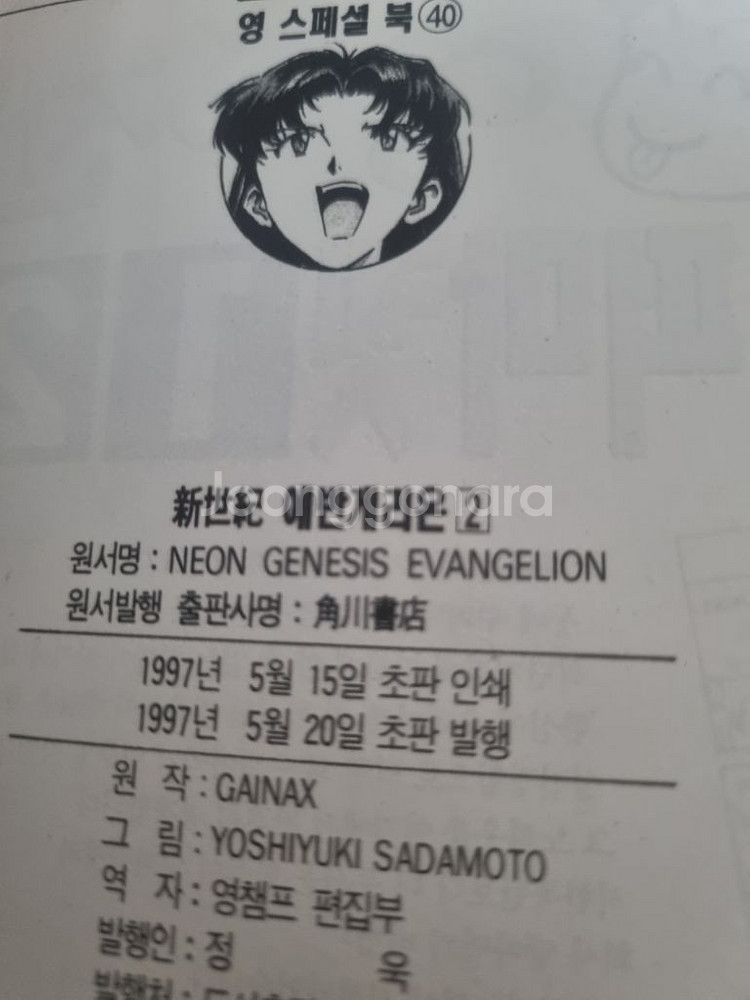 영 스페셜 북 ㊵
新世紀 에반게리온 2
joonggonara
원서명 : NEON GENESIS EVANGELION
원서발행 출판사명 : 角川書店
1997년 5월 15일 초판 인쇄
1997년 5월 20일 초판 발행
원 작 : GAINAX
그 림 : YOSHIYUKI SADAMOTO
역 자 : 영챔프 편집부
발행인 : 정 욱
발행처 :